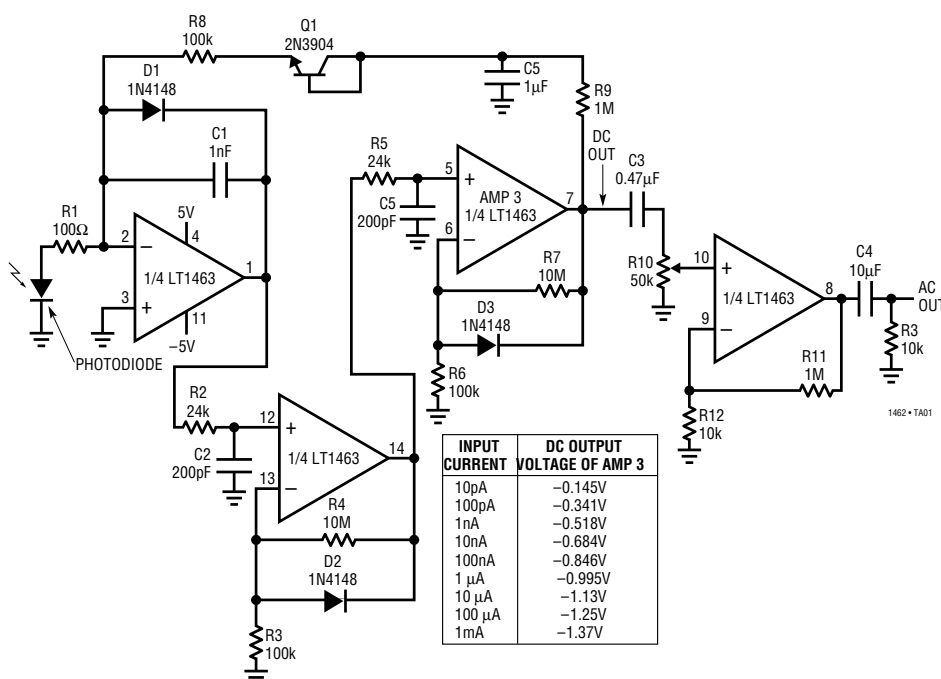 R8
100k
Q1
2N3904
D1
1N4148
C5
1µF
R9
1M
C1
1nF
R5
24k
DC
OUT
C3
0.47µF
5
+
AMP 3
1/4 LT1463
7
C5
200pF
6
−
R1
100Ω
5V
4
2
−
1/4 LT1463
1
3
+
11
−5V
PHOTODIODE
R7
10M
D3
1N4148
R6
100k
R10
50k
10
+
1/4 LT1463
8
9
−
C4
10µF
AC
OUT
R3
10k
R11
1M
R12
10k
1462 • TA01
R2
24k
12
+
1/4 LT1463
14
C2
200pF
13
−
R4
10M
D2
1N4148
R3
100k
INPUT CURRENT
DC OUTPUT VOLTAGE OF AMP 3
10pA −0.145V
100pA −0.341V
1nA −0.518V
10nA −0.684V
100nA −0.846V
1 µA −0.995V
10 µA −1.13V
100 µA −1.25V
1mA −1.37V